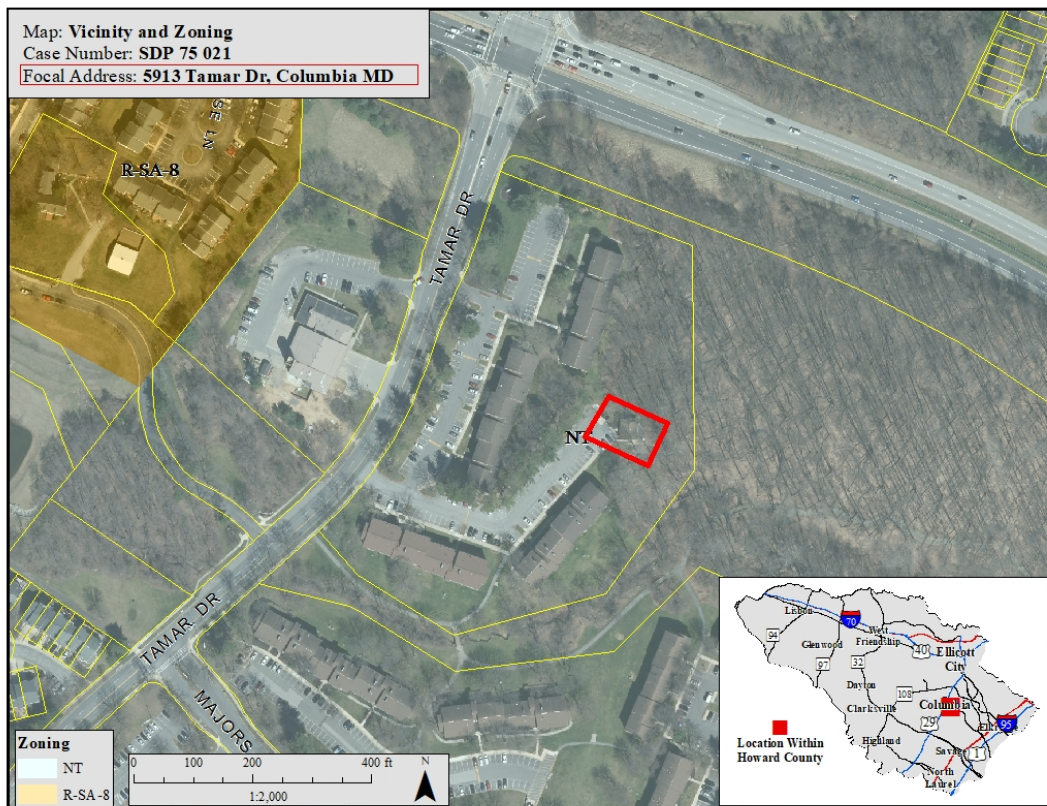 Map: Vicinity and Zoning
Case Number: SDP 75 021
Focal Address: 5913 Tamar Dr, Columbia MD
SE LN
R-SA-8
TAMAR DR
NT
TAMAR DR
MAJORS
Zoning
NT
R-SA-8
0 100 200 400 ft
1:2,000
N
Lisbon
70
94
Glenwood
West
Friendship
40
Ellicott
City
97
32
Dayton
108
Clarksville
Columbia
29
95
Highland
Savage
1
North
Laurel
Location Within
Howard County